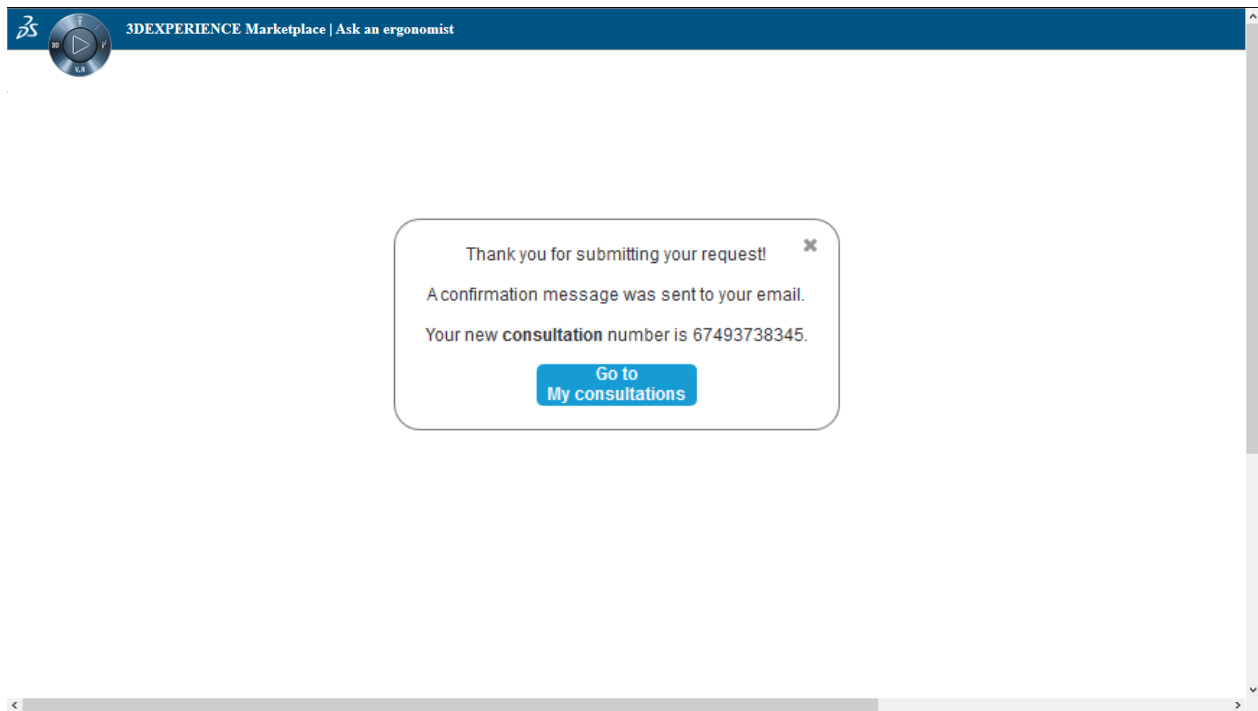 3DEXPERIENCE Marketplace | Ask an ergonomist
3D
V.R
Thank you for submitting your request!
A confirmation message was sent to your email.
Your new consultation number is 67493738345.
Go to
My consultations